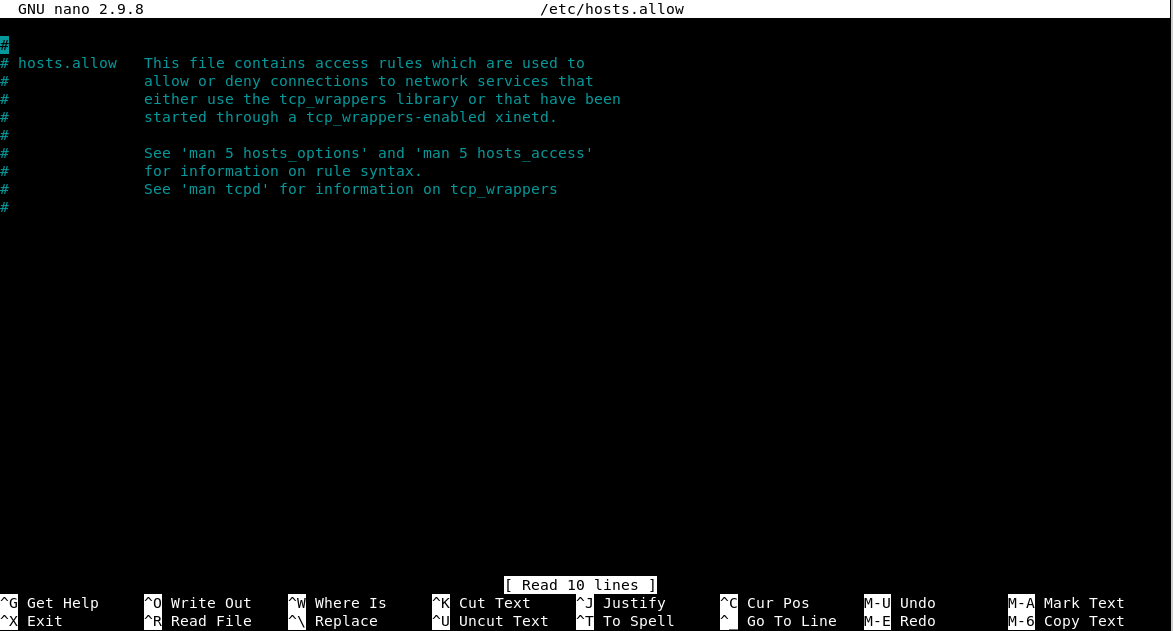 GNU nano 2.9.8 /etc/hosts.allow
#
# hosts.allow   This file contains access rules which are used to
#               allow or deny connections to network services that
#               either use the tcp_wrappers library or that have been
#               started through a tcp_wrappers-enabled xinetd.
#
#               See 'man 5 hosts_options' and 'man 5 hosts_access'
#               for information on rule syntax.
#               See 'man tcpd' for information on tcp_wrappers
#
[ Read 10 lines ]
^G Get Help ^O Write Out ^W Where Is ^K Cut Text ^J Justify ^C Cur Pos M-U Undo M-A Mark Text
^X Exit ^R Read File ^\ Replace ^U Uncut Text ^T To Spell ^_ Go To Line M-E Redo M-6 Copy Text